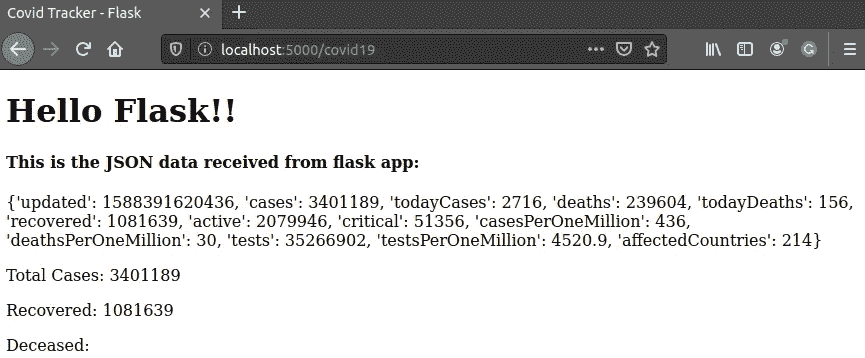 Covid Tracker - Flask
localhost:5000/covid19
Hello Flask!!
This is the JSON data received from flask app:
{'updated': 1588391620436, 'cases': 3401189, 'todayCases': 2716, 'deaths': 239604, 'todayDeaths': 156,
'recovered': 1081639, 'active': 2079946, 'critical': 51356, 'casesPerOneMillion': 436,
'deathsPerOneMillion': 30, 'tests': 35266902, 'testsPerOneMillion': 4520.9, 'affectedCountries': 214}
Total Cases: 3401189
Recovered: 1081639
Deceased: